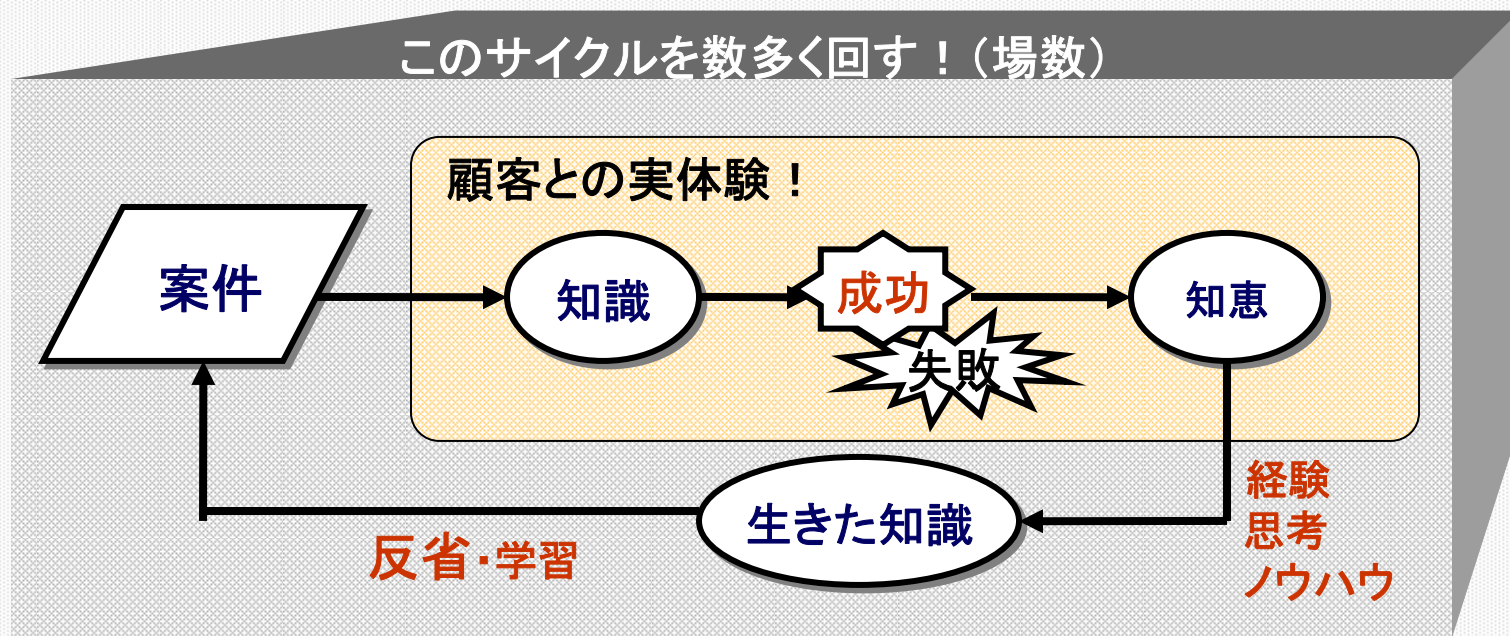 このサイクルを数多く回す！（場数）
顧客との実体験！
案件
知識
成功
失敗
知恵
経験
思考
ノウハウ
生きた知識
反省・学習